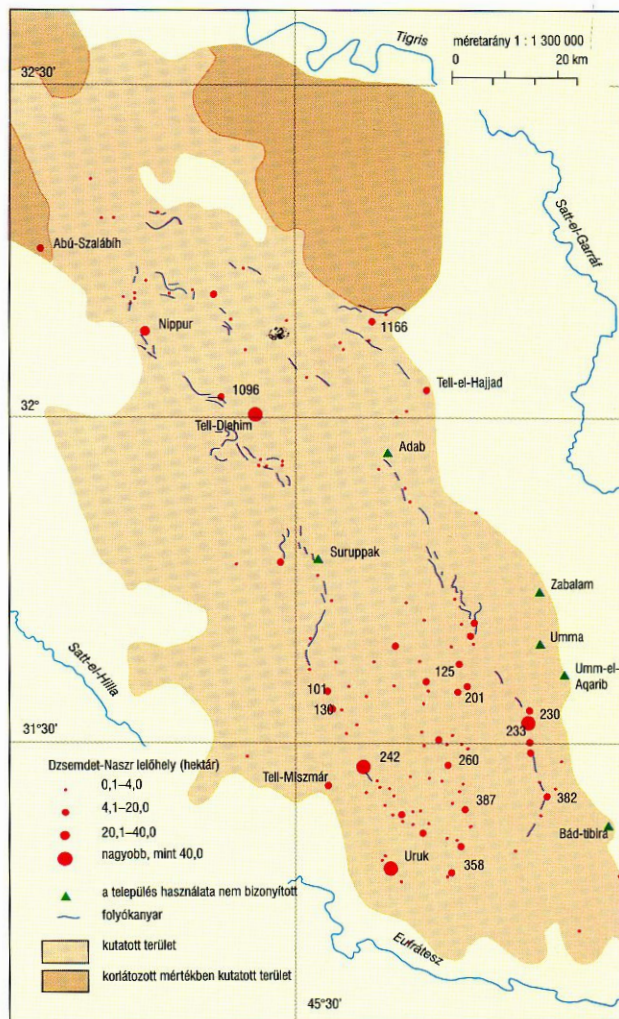 Tigris
méretarány 1 : 1 300 000
0 20 km
32°30'
Satt-el-Garráf
Abú-Szalábíh
Nippur
1166
1096
Tell-el-Hajjad
32°
Tell-Dlehim
Adab
Suruppak
Zabalam
Umma
Satt-el-Hilla
125
Umm-el-Aqarib
101
201
130
230
31°30'
233
Dzsemdet-Naszr lelőhely (hektár)
242
260
0,1–4,0
Tell-Miszmár
4,1–20,0
387
382
20,1–40,0
Bád-tibira
nagyobb, mint 40,0
Uruk
358
a település használata nem bizonyított
folyókanyar
kutatott terület
Eufrátesz
korlátozott mértékben kutatott terület
45°30'